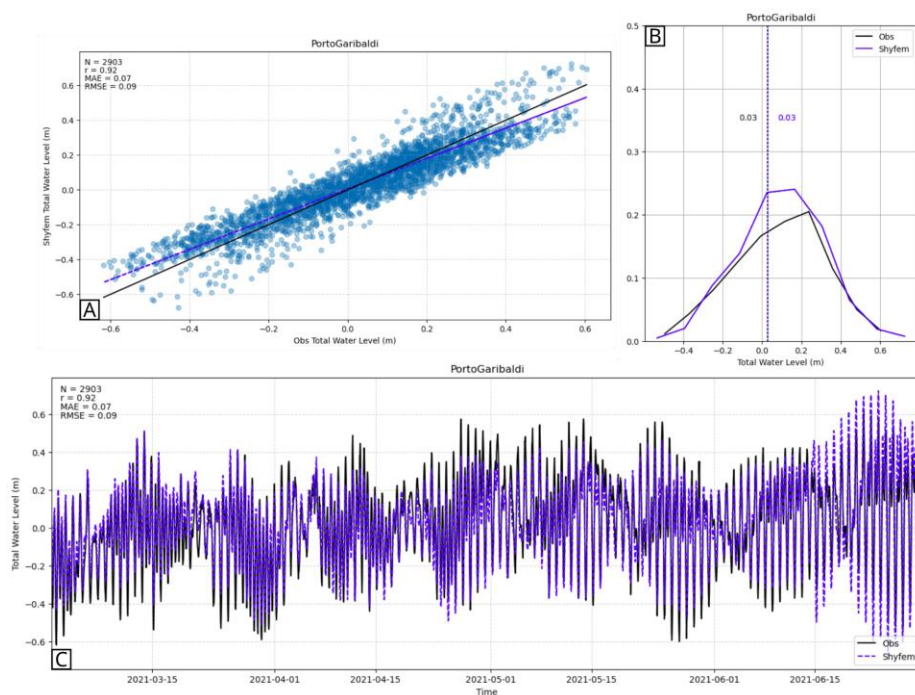 PortoGaribaldi
N = 2903
r = 0.92
MAE = 0.07
RMSE = 0.09
0.6
0.4
0.2
0.0
−0.2
−0.4
−0.6
Shyfem Total Water Level (m)
A
−0.6 −0.4 −0.2 0.0 0.2 0.4 0.6
Obs Total Water Level (m)
PortoGaribaldi
B
Obs
Shyfem
0.03 0.03
0.5
0.4
0.3
0.2
0.1
0.0
−0.4 −0.2 0.0 0.2 0.4 0.6
Total Water Level (m)
PortoGaribaldi
N = 2903
r = 0.92
MAE = 0.07
RMSE = 0.09
0.6
0.4
0.2
0.0
−0.2
−0.4
−0.6
Total Water Level (m)
C
Obs
Shyfem
2021-03-15 2021-04-01 2021-04-15 2021-05-01 2021-05-15 2021-06-01 2021-06-15
Time